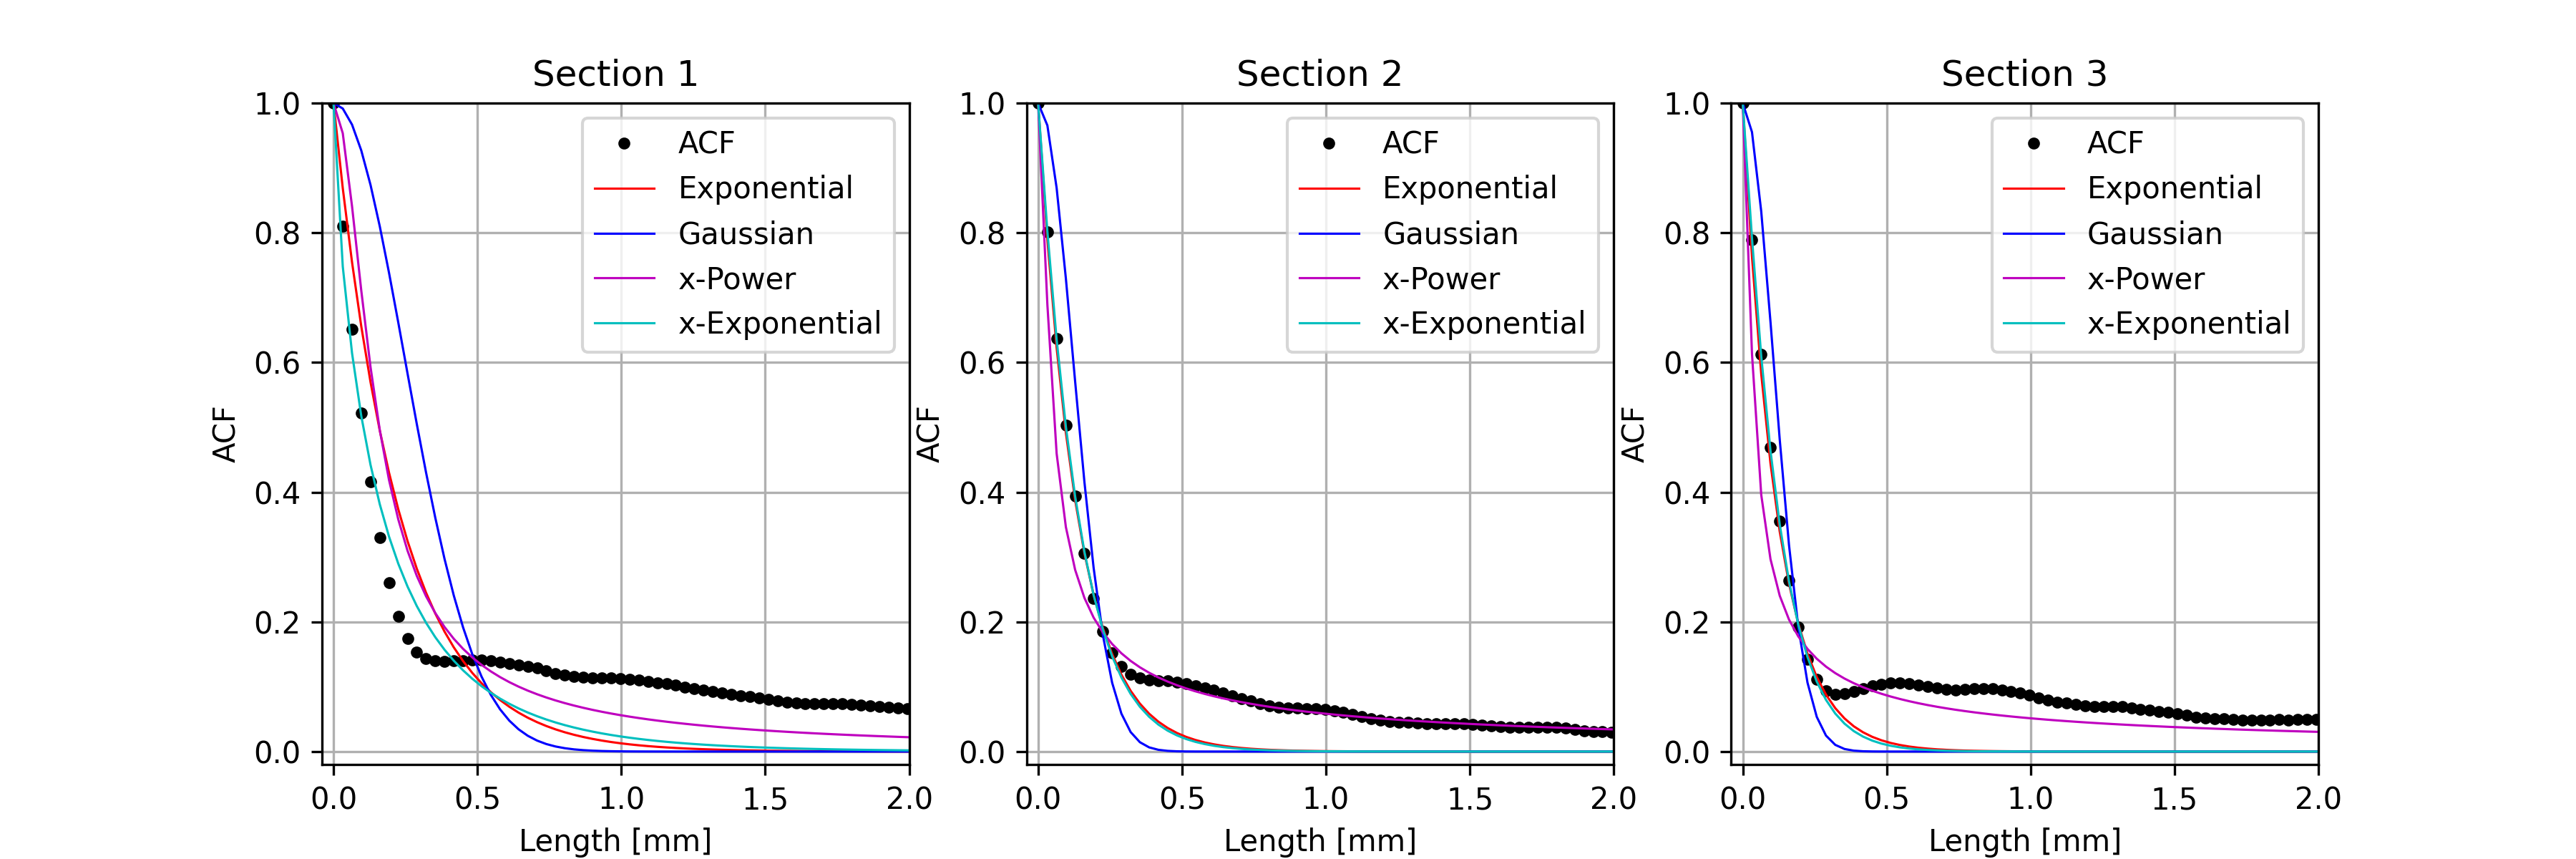 Section 1
1.0
0.8
0.6
0.4
0.2
0.0
ACF
ACF
Exponential
Gaussian
x-Power
x-Exponential
0.0 0.5 1.0 1.5 2.0
Length [mm]
Section 2
1.0
0.8
0.6
0.4
0.2
0.0
ACF
ACF
Exponential
Gaussian
x-Power
x-Exponential
0.0 0.5 1.0 1.5 2.0
Length [mm]
Section 3
1.0
0.8
0.6
0.4
0.2
0.0
ACF
ACF
Exponential
Gaussian
x-Power
x-Exponential
0.0 0.5 1.0 1.5 2.0
Length [mm]